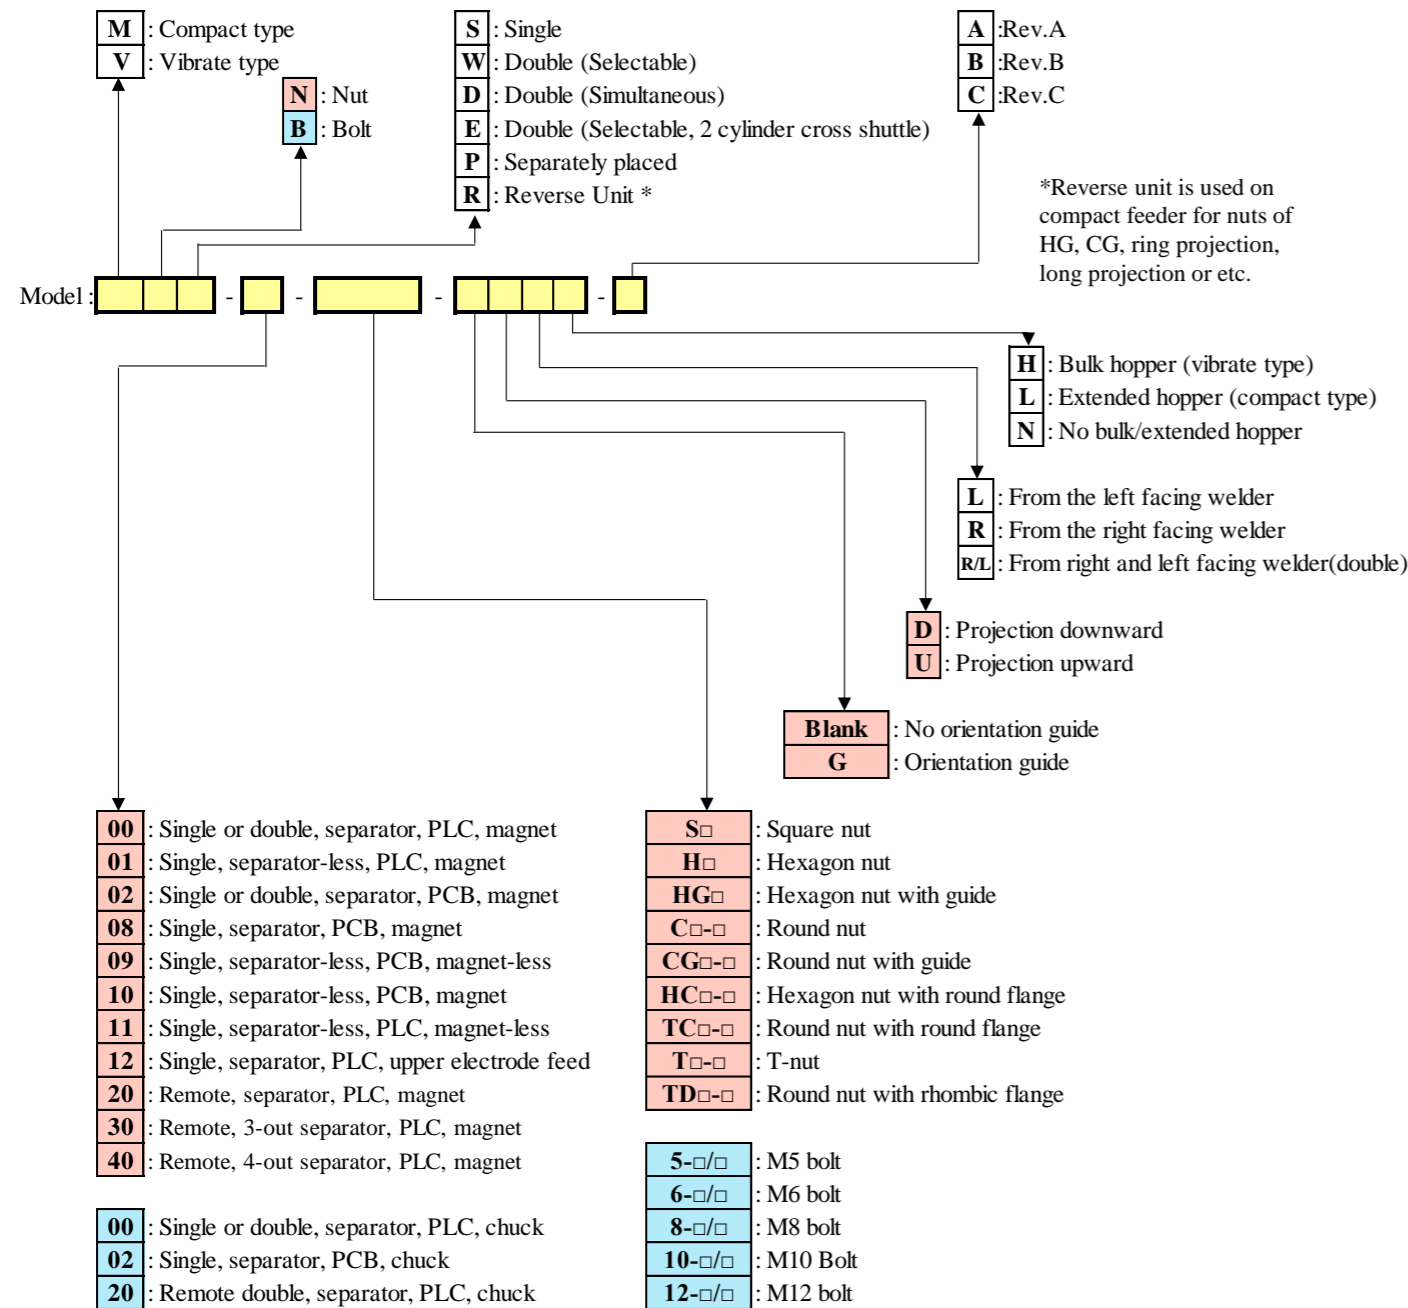 M : Compact type
V : Vibrate type
N : Nut
B : Bolt
S : Single
W : Double (Selectable)
D : Double (Simultaneous)
E : Double (Selectable, 2 cylinder cross shuttle)
P : Separately placed
R : Reverse Unit *
A :Rev.A
B :Rev.B
C :Rev.C
*Reverse unit is used on
compact feeder for nuts of
HG, CG, ring projection,
long projection or etc.
Model : - - - -
H : Bulk hopper (vibrate type)
L : Extended hopper (compact type)
N : No bulk/extended hopper
L : From the left facing welder
R : From the right facing welder
R/L : From right and left facing welder(double)
D : Projection downward
U : Projection upward
Blank : No orientation guide
G : Orientation guide
00 : Single or double, separator, PLC, magnet
01 : Single, separator-less, PLC, magnet
02 : Single or double, separator, PCB, magnet
08 : Single, separator, PCB, magnet
09 : Single, separator-less, PCB, magnet-less
10 : Single, separator-less, PCB, magnet
11 : Single, separator-less, PLC, magnet-less
12 : Single, separator, PLC, upper electrode feed
20 : Remote, separator, PLC, magnet
30 : Remote, 3-out separator, PLC, magnet
40 : Remote, 4-out separator, PLC, magnet
00 : Single or double, separator, PLC, chuck
02 : Single, separator, PCB, chuck
20 : Remote double, separator, PLC, chuck
S□ : Square nut
H□ : Hexagon nut
HG□ : Hexagon nut with guide
C□-□ : Round nut
CG□-□ : Round nut with guide
HC□-□ : Hexagon nut with round flange
TC□-□ : Round nut with round flange
T□-□ : T-nut
TD□-□ : Round nut with rhombic flange
5-□/□ : M5 bolt
6-□/□ : M6 bolt
8-□/□ : M8 bolt
10-□/□ : M10 Bolt
12-□/□ : M12 bolt